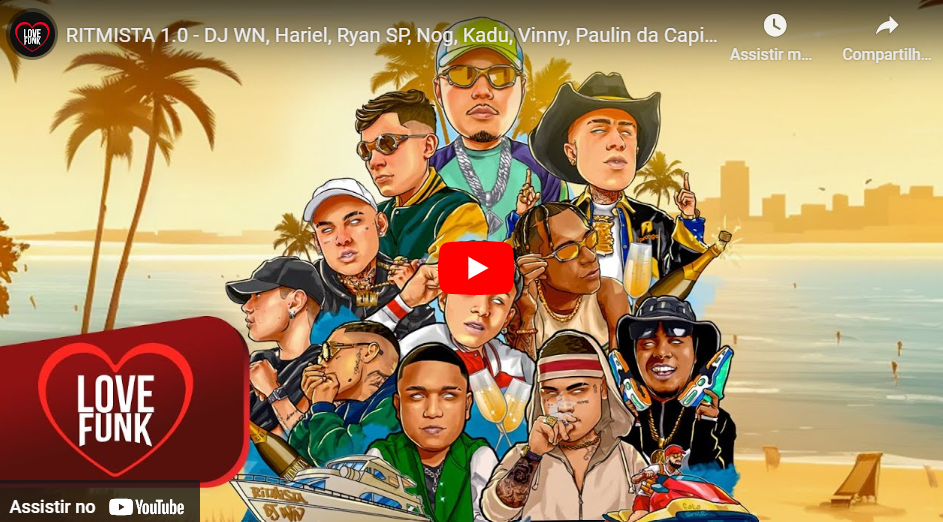 LOVE
FUNK
RITMISTA 1.0 - DJ WN, Hariel, Ryan SP, Nog, Kadu, Vinny, Paulin da Capi...
Assistir m...
Compartilh...
LOVE
FUNK
RITMISTA
DJ WN
Assistir no YouTube